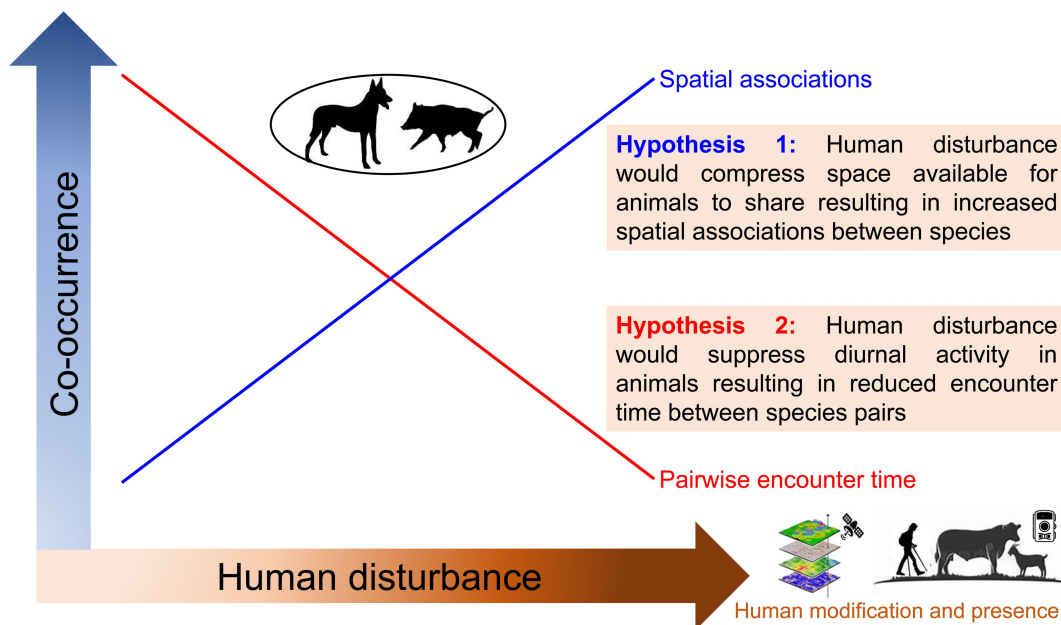 Co-occurrence
Spatial associations
Hypothesis 1: Human disturbance
would compress space available for
animals to share resulting in increased
spatial associations between species
Hypothesis 2: Human disturbance
would suppress diurnal activity in
animals resulting in reduced encounter
time between species pairs
Pairwise encounter time
Human disturbance
Human modification and presence